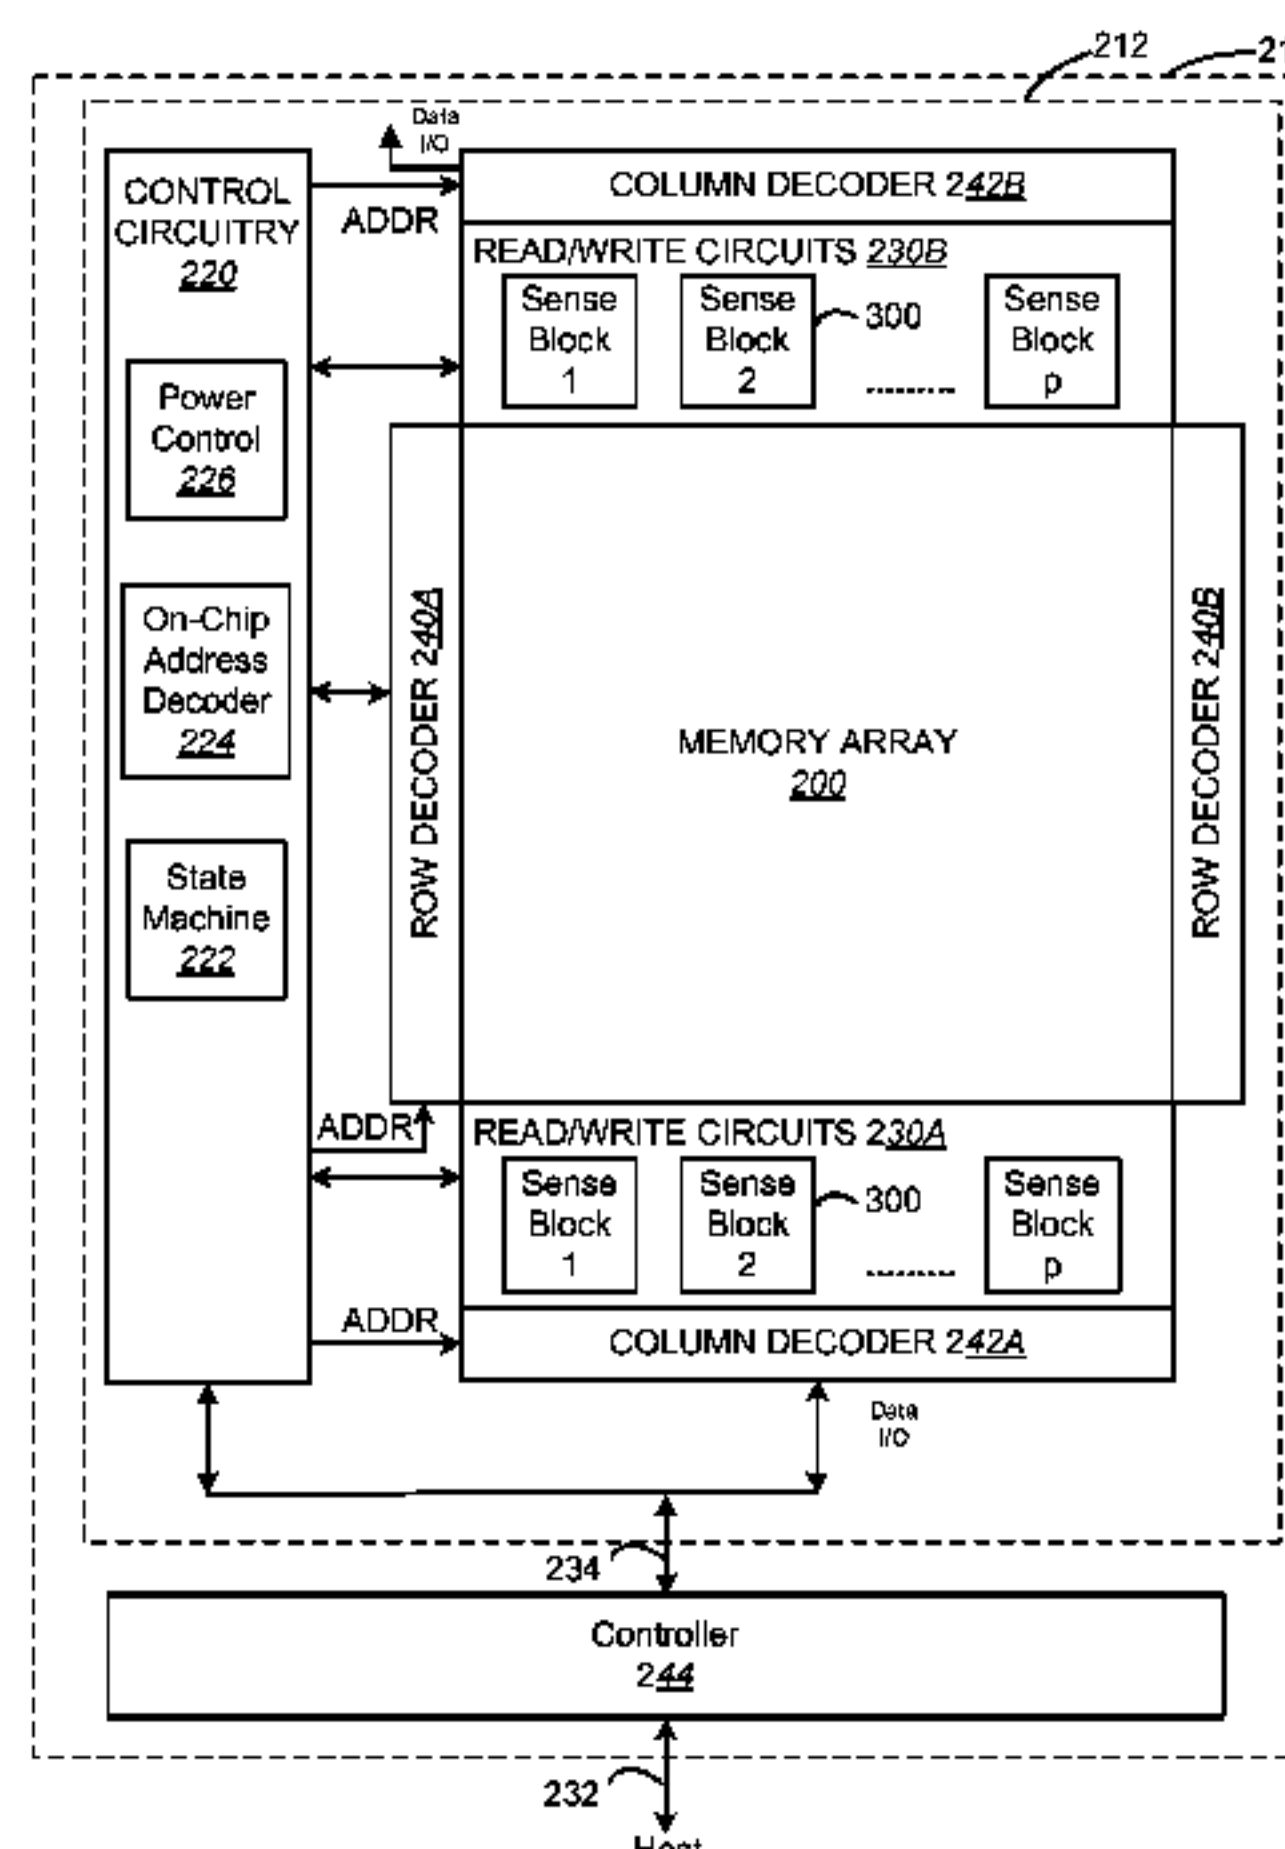 212
Data
I/O
CONTROL
CIRCUITRY
220
ADDR
COLUMN DECODER 242B
READ/WRITE CIRCUITS 230B
Sense
Block
1
Sense
Block
2
300
.........
Sense
Block
p
Power
Control
226
On-Chip
Address
Decoder
224
State
Machine
222
ROW DECODER 240A
MEMORY ARRAY
200
ROW DECODER 240B
ADDR
READ/WRITE CIRCUITS 230A
Sense
Block
1
Sense
Block
2
300
.........
Sense
Block
p
ADDR
COLUMN DECODER 242A
Data
I/O
234
Controller
244
232